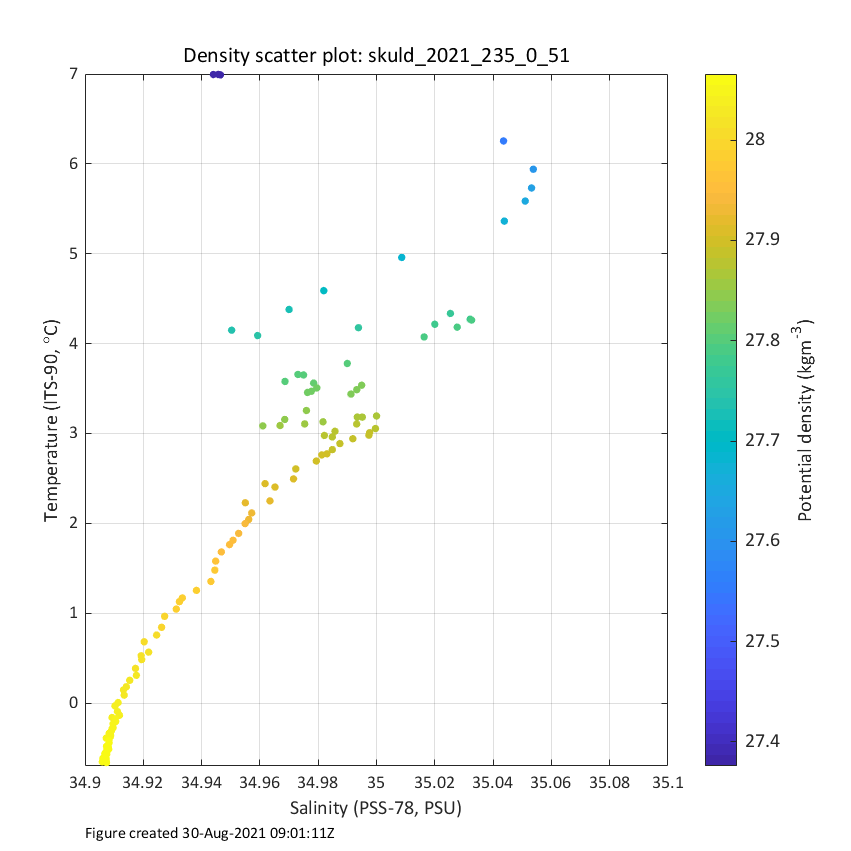 Density scatter plot: skuld_2021_235_0_51
7
6
5
4
3
2
1
0
Temperature (ITS-90, °C)
34.9 34.92 34.94 34.96 34.98 35 35.02 35.04 35.06 35.08 35.1
Salinity (PSS-78, PSU)
28
27.9
27.8
27.7
27.6
27.5
27.4
Potential density (kgm-3)
Figure created 30-Aug-2021 09:01:11Z